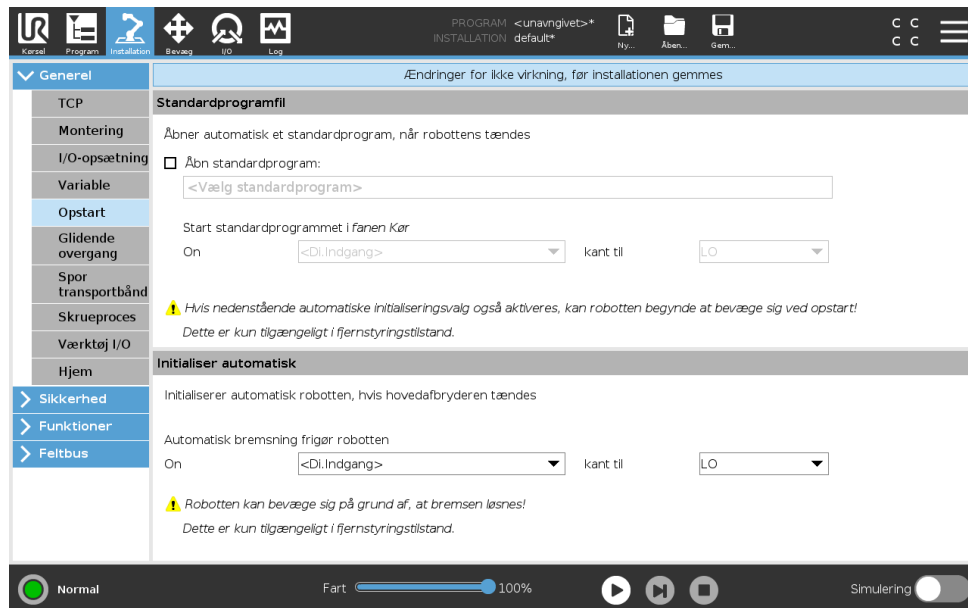 PROGRAM <unavngivet>*
INSTALLATION default*
Kørsel
Program
Installation
Bevæg
I/O
Log
Ny...
Åben...
Gem...
C C
C C
Generel
TCP
Montering
I/O-opsætning
Variable
Opstart
Glidende
overgang
Spor
transportbånd
Skrueproces
Værktøj I/O
Hjem
Sikkerhed
Funktioner
Feltbus
Ændringer for ikke virkning, før installationen gemmes
Standardprogramfil
Åbner automatisk et standardprogram, når robottens tændes
Åbn standardprogram:
<Vælg standardprogram>
Start standardprogrammet i fanen Kør
On <Di.Indgang> kant til LO
Hvis nedenstående automatiske initialiseringsvalg også aktiveres, kan robotten begynde at bevæge sig ved opstart!
Dette er kun tilgængeligt i fjernstyringstilstand.
Initialiser automatisk
Initialiserer automatisk robotten, hvis hovedafbryderen tændes
Automatisk bremsning frigør robotten
On <Di.Indgang> kant til LO
Robotten kan bevæge sig på grund af, at bremsen løsnes!
Dette er kun tilgængeligt i fjernstyringstilstand.
Normal
Fart 100%
Simulering